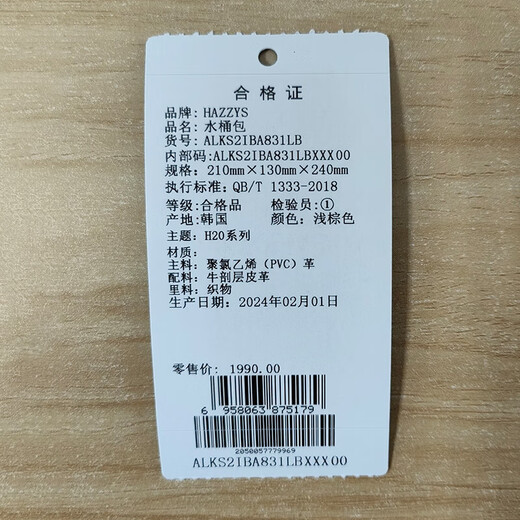 合格证
品牌: HAZZYS
品名: 水桶包
货号: ALKS2IBA831LB
内部码: ALKS2IBA831LBXXX00
规格: 210mm×130mm×240mm
执行标准: QB/T 1333-2018
等级: 合格品 检验员: ①
产地: 韩国 颜色: 浅棕色
主题: H20系列
材质:
主料: 聚氯乙烯 (PVC) 革
配料: 牛剖层皮革
里料: 织物
生产日期: 2024年02月01日
零售价: 1990.00
6 958063 875179
2050057779969
ALKS2IBA831LBXXX00